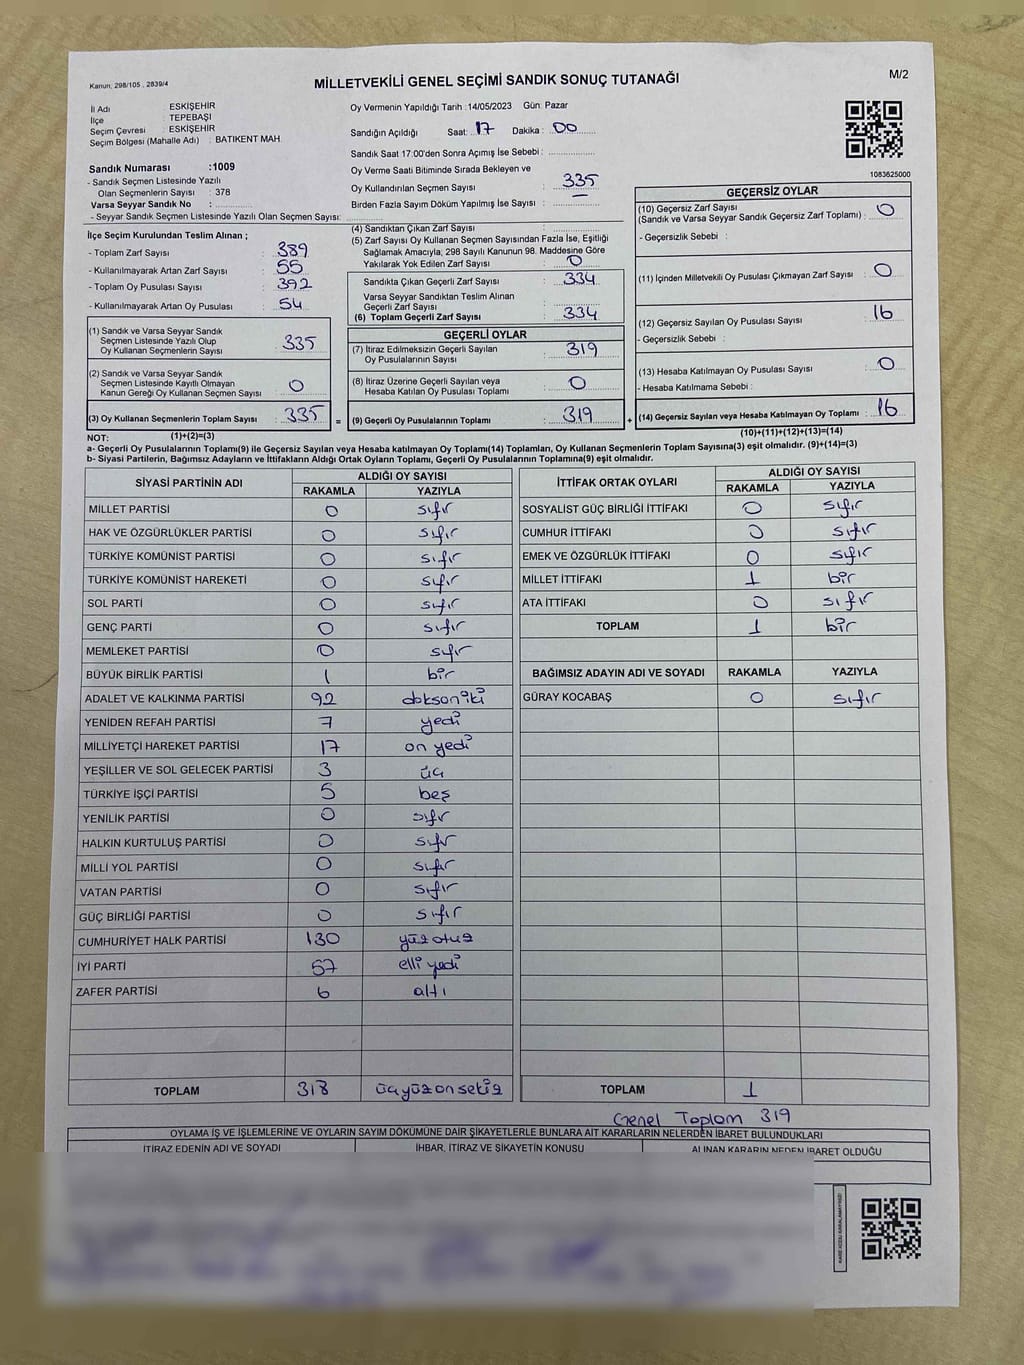 Kanun, 298/105 , 2839/4
MİLLETVEKİLİ GENEL SEÇİMİ SANDIK SONUÇ TUTANAĞI
M/2
İl Adı : ESKİŞEHİR
İlçe : TEPEBAŞI
Seçim Çevresi : ESKİŞEHİR
Seçim Bölgesi (Mahalle Adı) : BATIKENT MAH.
Sandık Numarası :1009
- Sandık Seçmen Listesinde Yazılı
Olan Seçmenlerin Sayısı : 378
Varsa Seyyar Sandık No :
- Seyyar Sandık Seçmen Listesinde Yazılı Olan Seçmen Sayısı:
Oy Vermenin Yapıldığı Tarih :14/05/2023 Gün: Pazar
Sandığın Açıldığı Saat: 17 Dakika : 00
Sandık Saat 17:00'den Sonra Açımış İse Sebebi :
Oy Verme Saati Bitiminde Sırada Bekleyen ve
Oy Kullandırılan Seçmen Sayısı : 335
Birden Fazla Sayım Döküm Yapılmış İse Sayısı : —
1083625000
İlçe Seçim Kurulundan Teslim Alınan ;
- Toplam Zarf Sayısı : 389
- Kullanılmayarak Artan Zarf Sayısı : 55
- Toplam Oy Pusulası Sayısı : 392
- Kullanılmayarak Artan Oy Pusulası : 54
(1) Sandık ve Varsa Seyyar Sandık
Seçmen Listesinde Yazılı Olup
Oy Kullanan Seçmenlerin Sayısı : 335
(2) Sandık ve Varsa Seyyar Sandık
Seçmen Listesinde Kayıtlı Olmayan
Kanun Gereği Oy Kullanan Seçmen Sayısı : 0
(3) Oy Kullanan Seçmenlerin Toplam Sayısı : 335 =
(4) Sandıktan Çıkan Zarf Sayısı :
(5) Zarf Sayısı Oy Kullanan Seçmen Sayısından Fazla İse, Eşitliği
Sağlamak Amacıyla; 298 Sayılı Kanunun 98. Maddesine Göre
Yakılarak Yok Edilen Zarf Sayısı : 0
Sandıkta Çıkan Geçerli Zarf Sayısı : 334
Varsa Seyyar Sandıktan Teslim Alınan
Geçerli Zarf Sayısı :
(6) Toplam Geçerli Zarf Sayısı : 334
GEÇERLİ OYLAR
(7) İtiraz Edilmeksizin Geçerli Sayılan
Oy Pusulalarının Sayısı : 319
(8) İtiraz Üzerine Geçerli Sayılan veya
Hesaba Katılan Oy Pusulası Toplamı : 0
(9) Geçerli Oy Pusulalarının Toplamı : 319 +
GEÇERSİZ OYLAR
(10) Geçersiz Zarf Sayısı
(Sandık ve Varsa Seyyar Sandık Geçersiz Zarf Toplamı) : 0
- Geçersizlik Sebebi :
(11) İçinden Milletvekili Oy Pusulası Çıkmayan Zarf Sayısı : 0
(12) Geçersiz Sayılan Oy Pusulası Sayısı : 16
- Geçersizlik Sebebi :
(13) Hesaba Katılmayan Oy Pusulası Sayısı : 0
- Hesaba Katılmama Sebebi :
(14) Geçersiz Sayılan veya Hesaba Katılmayan Oy Toplamı : 16
NOT: (1)+(2)=(3) (10)+(11)+(12)+(13)=(14)
a- Geçerli Oy Pusulalarının Toplamı(9) ile Geçersiz Sayılan veya Hesaba katılmayan Oy Toplamı(14) Toplamları, Oy Kullanan Seçmenlerin Toplam Sayısına(3) eşit olmalıdır. (9)+(14)=(3)
b- Siyasi Partilerin, Bağımsız Adayların ve İttifakların Aldığı Ortak Oyların Toplamı, Geçerli Oy Pusulalarının Toplamına(9) eşit olmalıdır.
SİYASİ PARTİNİN ADI ALDIĞI OY SAYISI
RAKAMLA YAZIYLA
MİLLET PARTİSİ 0 sıfır
HAK VE ÖZGÜRLÜKLER PARTİSİ 0 sıfır
TÜRKİYE KOMÜNİST PARTİSİ 0 sıfır
TÜRKİYE KOMÜNİST HAREKETİ 0 sıfır
SOL PARTİ 0 sıfır
GENÇ PARTİ 0 sıfır
MEMLEKET PARTİSİ 0 sıfır
BÜYÜK BİRLİK PARTİSİ 1 bir
ADALET VE KALKINMA PARTİSİ 92 doksaniki
YENİDEN REFAH PARTİSİ 7 yedi
MİLLİYETÇİ HAREKET PARTİSİ 17 on yedi
YEŞİLLER VE SOL GELECEK PARTİSİ 3 üç
TÜRKİYE İŞÇİ PARTİSİ 5 beş
YENİLİK PARTİSİ 0 sıfır
HALKIN KURTULUŞ PARTİSİ 0 sıfır
MİLLİ YOL PARTİSİ 0 sıfır
VATAN PARTİSİ 0 sıfır
GÜÇ BİRLİĞİ PARTİSİ 0 sıfır
CUMHURİYET HALK PARTİSİ 130 yüz otuz
İYİ PARTİ 57 elli yedi
ZAFER PARTİSİ 6 altı
TOPLAM 318 üçyüzonsekiz
İTTİFAK ORTAK OYLARI ALDIĞI OY SAYISI
RAKAMLA YAZIYLA
SOSYALIST GÜÇ BİRLİĞİ İTTİFAKI 0 sıfır
CUMHUR İTTİFAKI 0 sıfır
EMEK VE ÖZGÜRLÜK İTTİFAKI 0 sıfır
MİLLET İTTİFAKI 1 bir
ATA İTTİFAKI 0 sıfır
TOPLAM 1 bir
BAĞIMSIZ ADAYIN ADI VE SOYADI RAKAMLA YAZIYLA
GÜRAY KOCABAŞ 0 sıfır
TOPLAM 1
Genel Toplam 319
OYLAMA İŞ VE İŞLEMLERİNE VE OYLARIN SAYIM DÖKÜMÜNE DAİR ŞİKAYETLERLE BUNLARA AİT KARARLARIN NELERDEN İBARET BULUNDUKLARI
İTİRAZ EDENİN ADI VE SOYADI İHBAR, İTİRAZ VE ŞİKAYETİN KONUSU ALINAN KARARIN NEDEN İBARET OLDUĞU